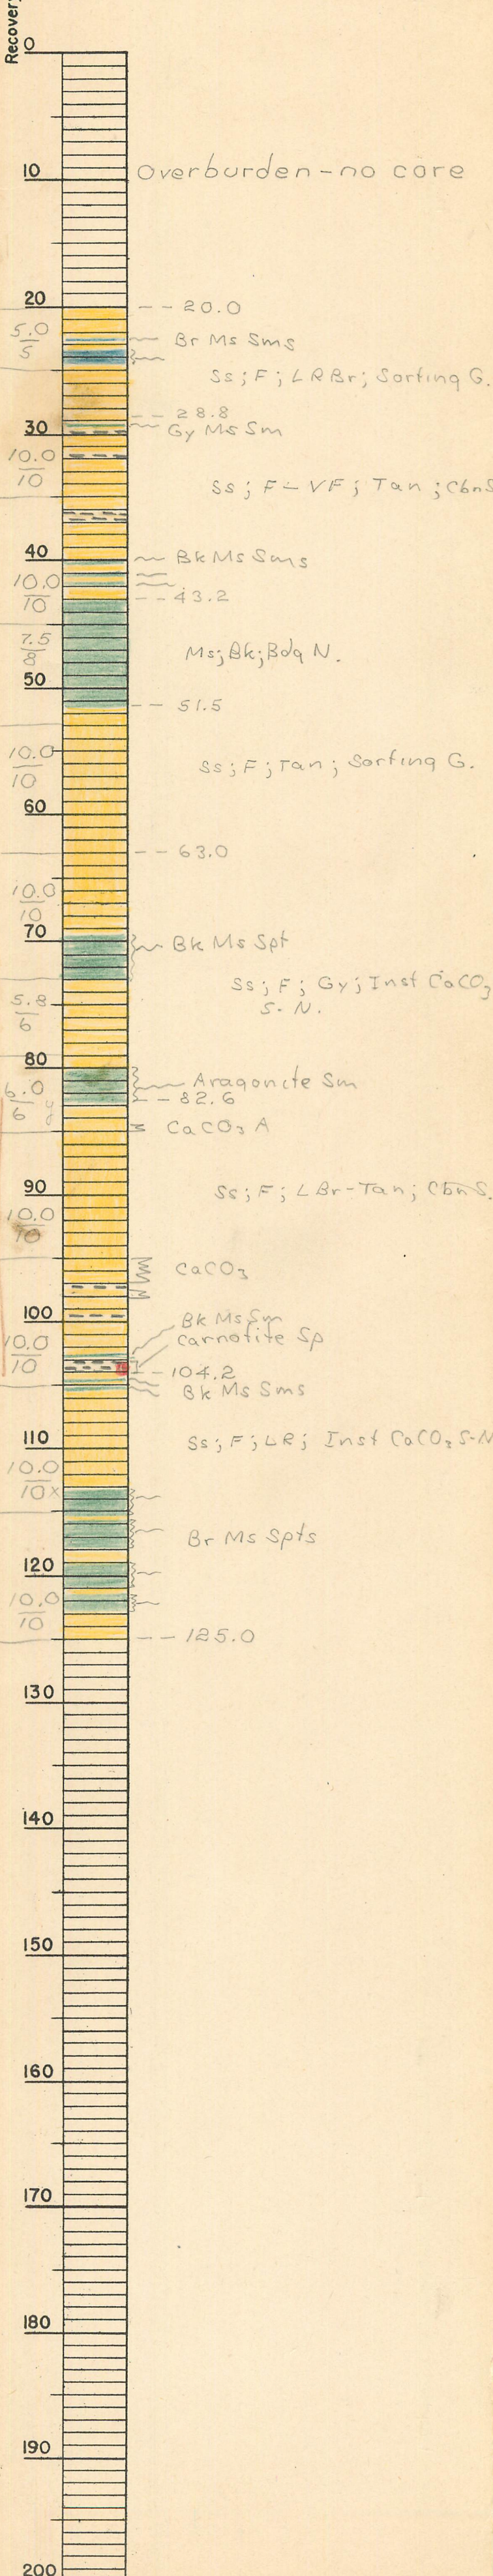 Recovery
0
10 Overburden - no core
20 -- 20.0
5.0
5
Br Ms Sms
Ss; F; LRBr; Sorting G.
-- 28.8
30 Gy Ms Sm
10.0
10
Ss; F - VF; Tan; CbnS
40 Bk Ms Sms
10.0
10
-- 43.2
7.5
8
Ms; Bk; Bdg N.
50
-- 51.5
10.0
10
Ss; F; Tan; Sorting G.
60
-- 63.0
10.0
10
70 Bk Ms Spt
Ss; F; Gy; Inst CaCO3
S-N.
5.8
6
80
Aragonite Sm
6.0
6
-- 82.6
CaCO3 A
90
Ss; F; LBr-Tan; Cbn S.
10.0
10
CaCO3
100 Bk Ms Sm
Carnotite Sp
10.0
10
-- 104.2
Bk Ms Sms
110
Ss; F; LR; Inst CaCO3 S-N
10.0
10x
Br Ms Spts
120
10.0
10
-- 125.0
130
140
150
160
170
180
190
200